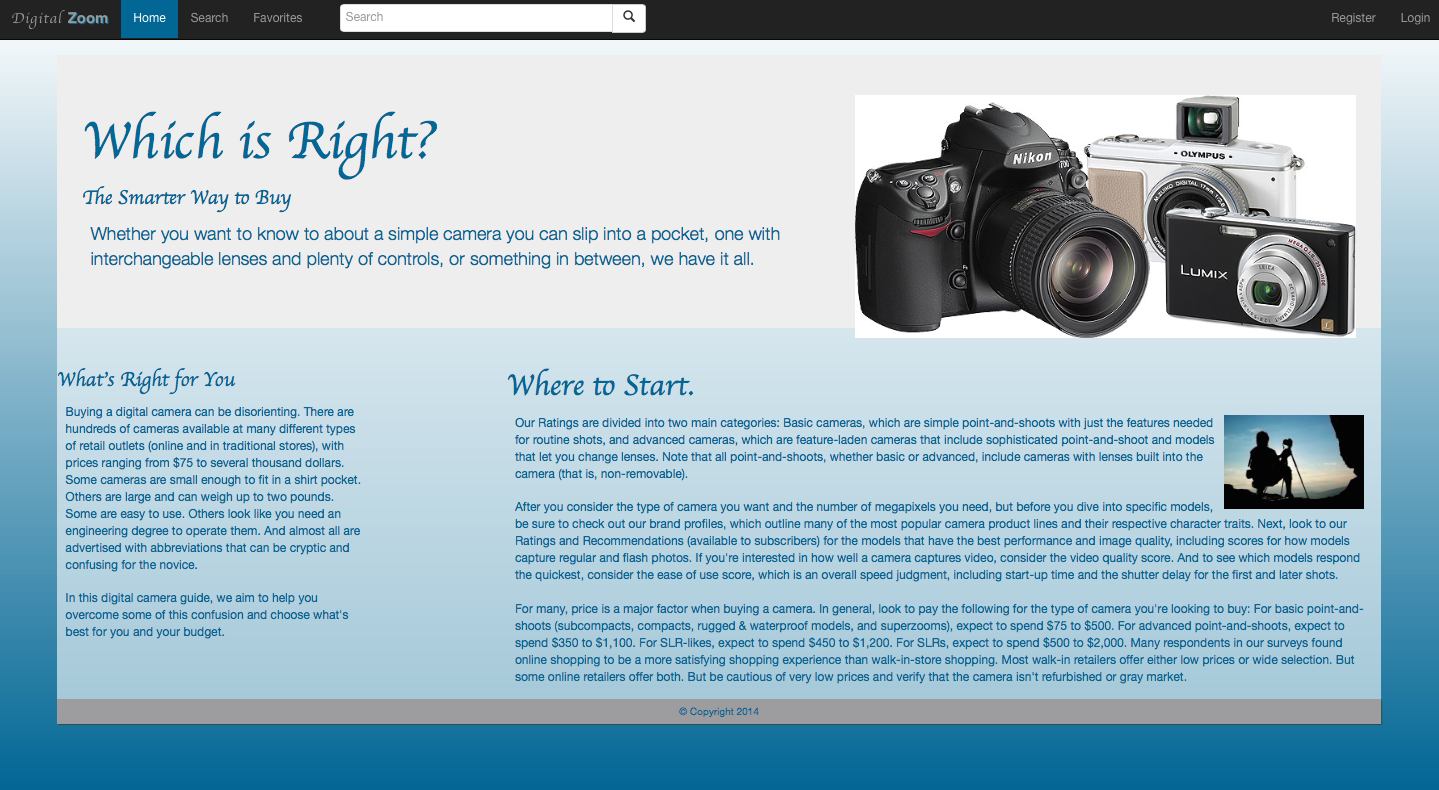 Digital Zoom Home Search Favorites Search Register Login
Which is Right?
The Smarter Way to Buy
Whether you want to know to about a simple camera you can slip into a pocket, one with
interchangeable lenses and plenty of controls, or something in between, we have it all.
Nikon
OLYMPUS
M.ZUIKO DIGITAL 17mm 1:2.8
LUMIX
LEICA
What's Right for You
Buying a digital camera can be disorienting. There are
hundreds of cameras available at many different types
of retail outlets (online and in traditional stores), with
prices ranging from $75 to several thousand dollars.
Some cameras are small enough to fit in a shirt pocket.
Others are large and can weigh up to two pounds.
Some are easy to use. Others look like you need an
engineering degree to operate them. And almost all are
advertised with abbreviations that can be cryptic and
confusing for the novice.
In this digital camera guide, we aim to help you
overcome some of this confusion and choose what's
best for you and your budget.
Where to Start.
Our Ratings are divided into two main categories: Basic cameras, which are simple point-and-shoots with just the features needed
for routine shots, and advanced cameras, which are feature-laden cameras that include sophisticated point-and-shoot and models
that let you change lenses. Note that all point-and-shoots, whether basic or advanced, include cameras with lenses built into the
camera (that is, non-removable).
After you consider the type of camera you want and the number of megapixels you need, but before you dive into specific models,
be sure to check out our brand profiles, which outline many of the most popular camera product lines and their respective character traits. Next, look to our
Ratings and Recommendations (available to subscribers) for the models that have the best performance and image quality, including scores for how models
capture regular and flash photos. If you're interested in how well a camera captures video, consider the video quality score. And to see which models respond
the quickest, consider the ease of use score, which is an overall speed judgment, including start-up time and the shutter delay for the first and later shots.
For many, price is a major factor when buying a camera. In general, look to pay the following for the type of camera you're looking to buy: For basic point-and-
shoots (subcompacts, compacts, rugged & waterproof models, and superzooms), expect to spend $75 to $500. For advanced point-and-shoots, expect to
spend $350 to $1,100. For SLR-likes, expect to spend $450 to $1,200. For SLRs, expect to spend $500 to $2,000. Many respondents in our surveys found
online shopping to be a more satisfying shopping experience than walk-in-store shopping. Most walk-in retailers offer either low prices or wide selection. But
some online retailers offer both. But be cautious of very low prices and verify that the camera isn't refurbished or gray market.
© Copyright 2014